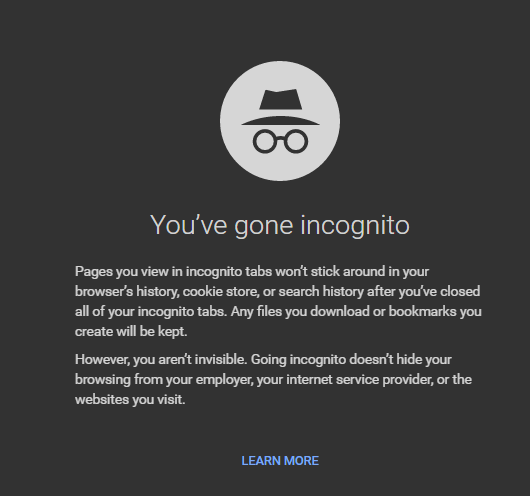 You’ve gone incognito
Pages you view in incognito tabs won’t stick around in your
browser’s history, cookie store, or search history after you’ve closed
all of your incognito tabs. Any files you download or bookmarks you
create will be kept.
However, you aren’t invisible. Going incognito doesn’t hide your
browsing from your employer, your internet service provider, or the
websites you visit.
LEARN MORE